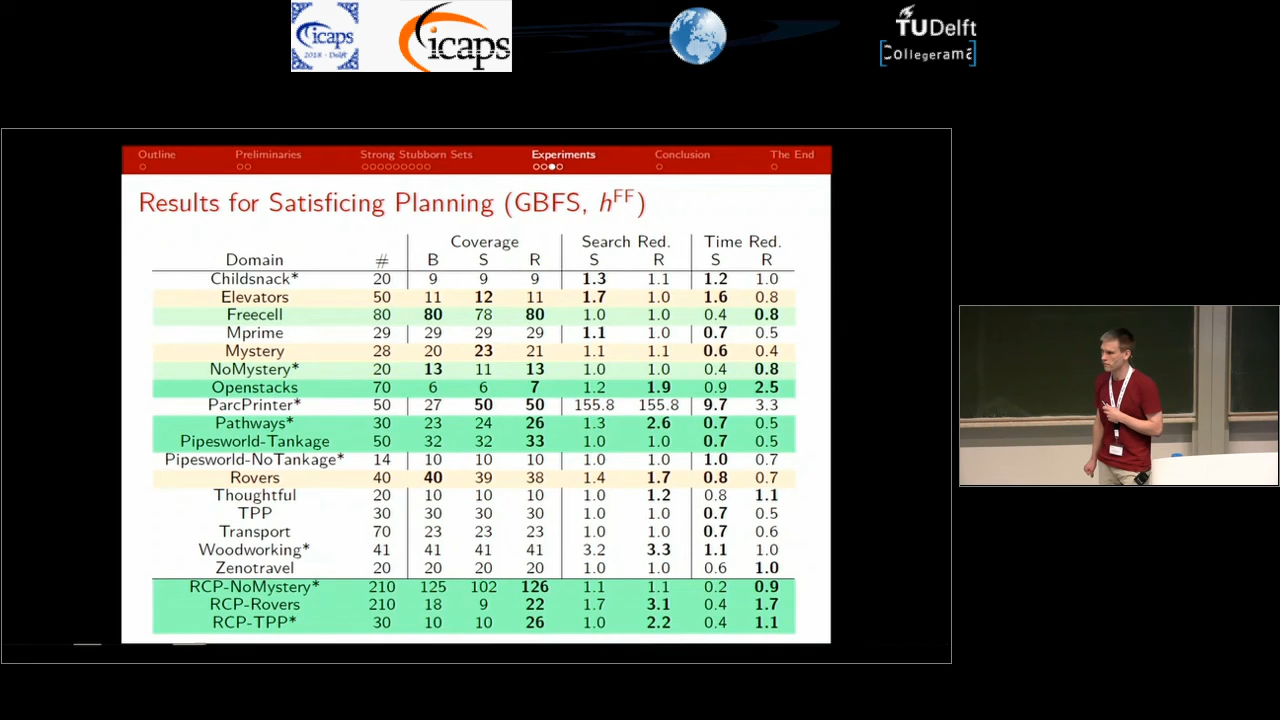 icaps
2018 - Delft
icaps
TUDelft
Collegerama
Outline Preliminaries Strong Stubborn Sets Experiments Conclusion The End
Results for Satisficing Planning (GBFS, hFF)
Coverage Search Red. Time Red.
Domain # B S R S R S R
Childsnack* 20 9 9 9 1.3 1.1 1.2 1.0
Elevators 50 11 12 11 1.7 1.0 1.6 0.8
Freecell 80 80 78 80 1.0 1.0 0.4 0.8
Mprime 29 29 29 29 1.1 1.0 0.7 0.5
Mystery 28 20 23 21 1.1 1.1 0.6 0.4
NoMystery* 20 13 11 13 1.0 1.0 0.4 0.8
Openstacks 70 6 6 7 1.2 1.9 0.9 2.5
ParcPrinter* 50 27 50 50 155.8 155.8 9.7 3.3
Pathways* 30 23 24 26 1.3 2.6 0.7 0.5
Pipesworld-Tankage 50 32 32 33 1.0 1.0 0.7 0.5
Pipesworld-NoTankage* 14 10 10 10 1.0 1.0 1.0 0.7
Rovers 40 40 39 38 1.4 1.7 0.8 0.7
Thoughtful 20 10 10 10 1.0 1.2 0.8 1.1
TPP 30 30 30 30 1.0 1.0 0.7 0.5
Transport 70 23 23 23 1.0 1.0 0.7 0.6
Woodworking* 41 41 41 41 3.2 3.3 1.1 1.0
Zenotravel 20 20 20 20 1.0 1.0 0.6 1.0
RCP-NoMystery* 210 125 102 126 1.1 1.1 0.2 0.9
RCP-Rovers 210 18 9 22 1.7 3.1 0.4 1.7
RCP-TPP* 30 10 10 26 1.0 2.2 0.4 1.1